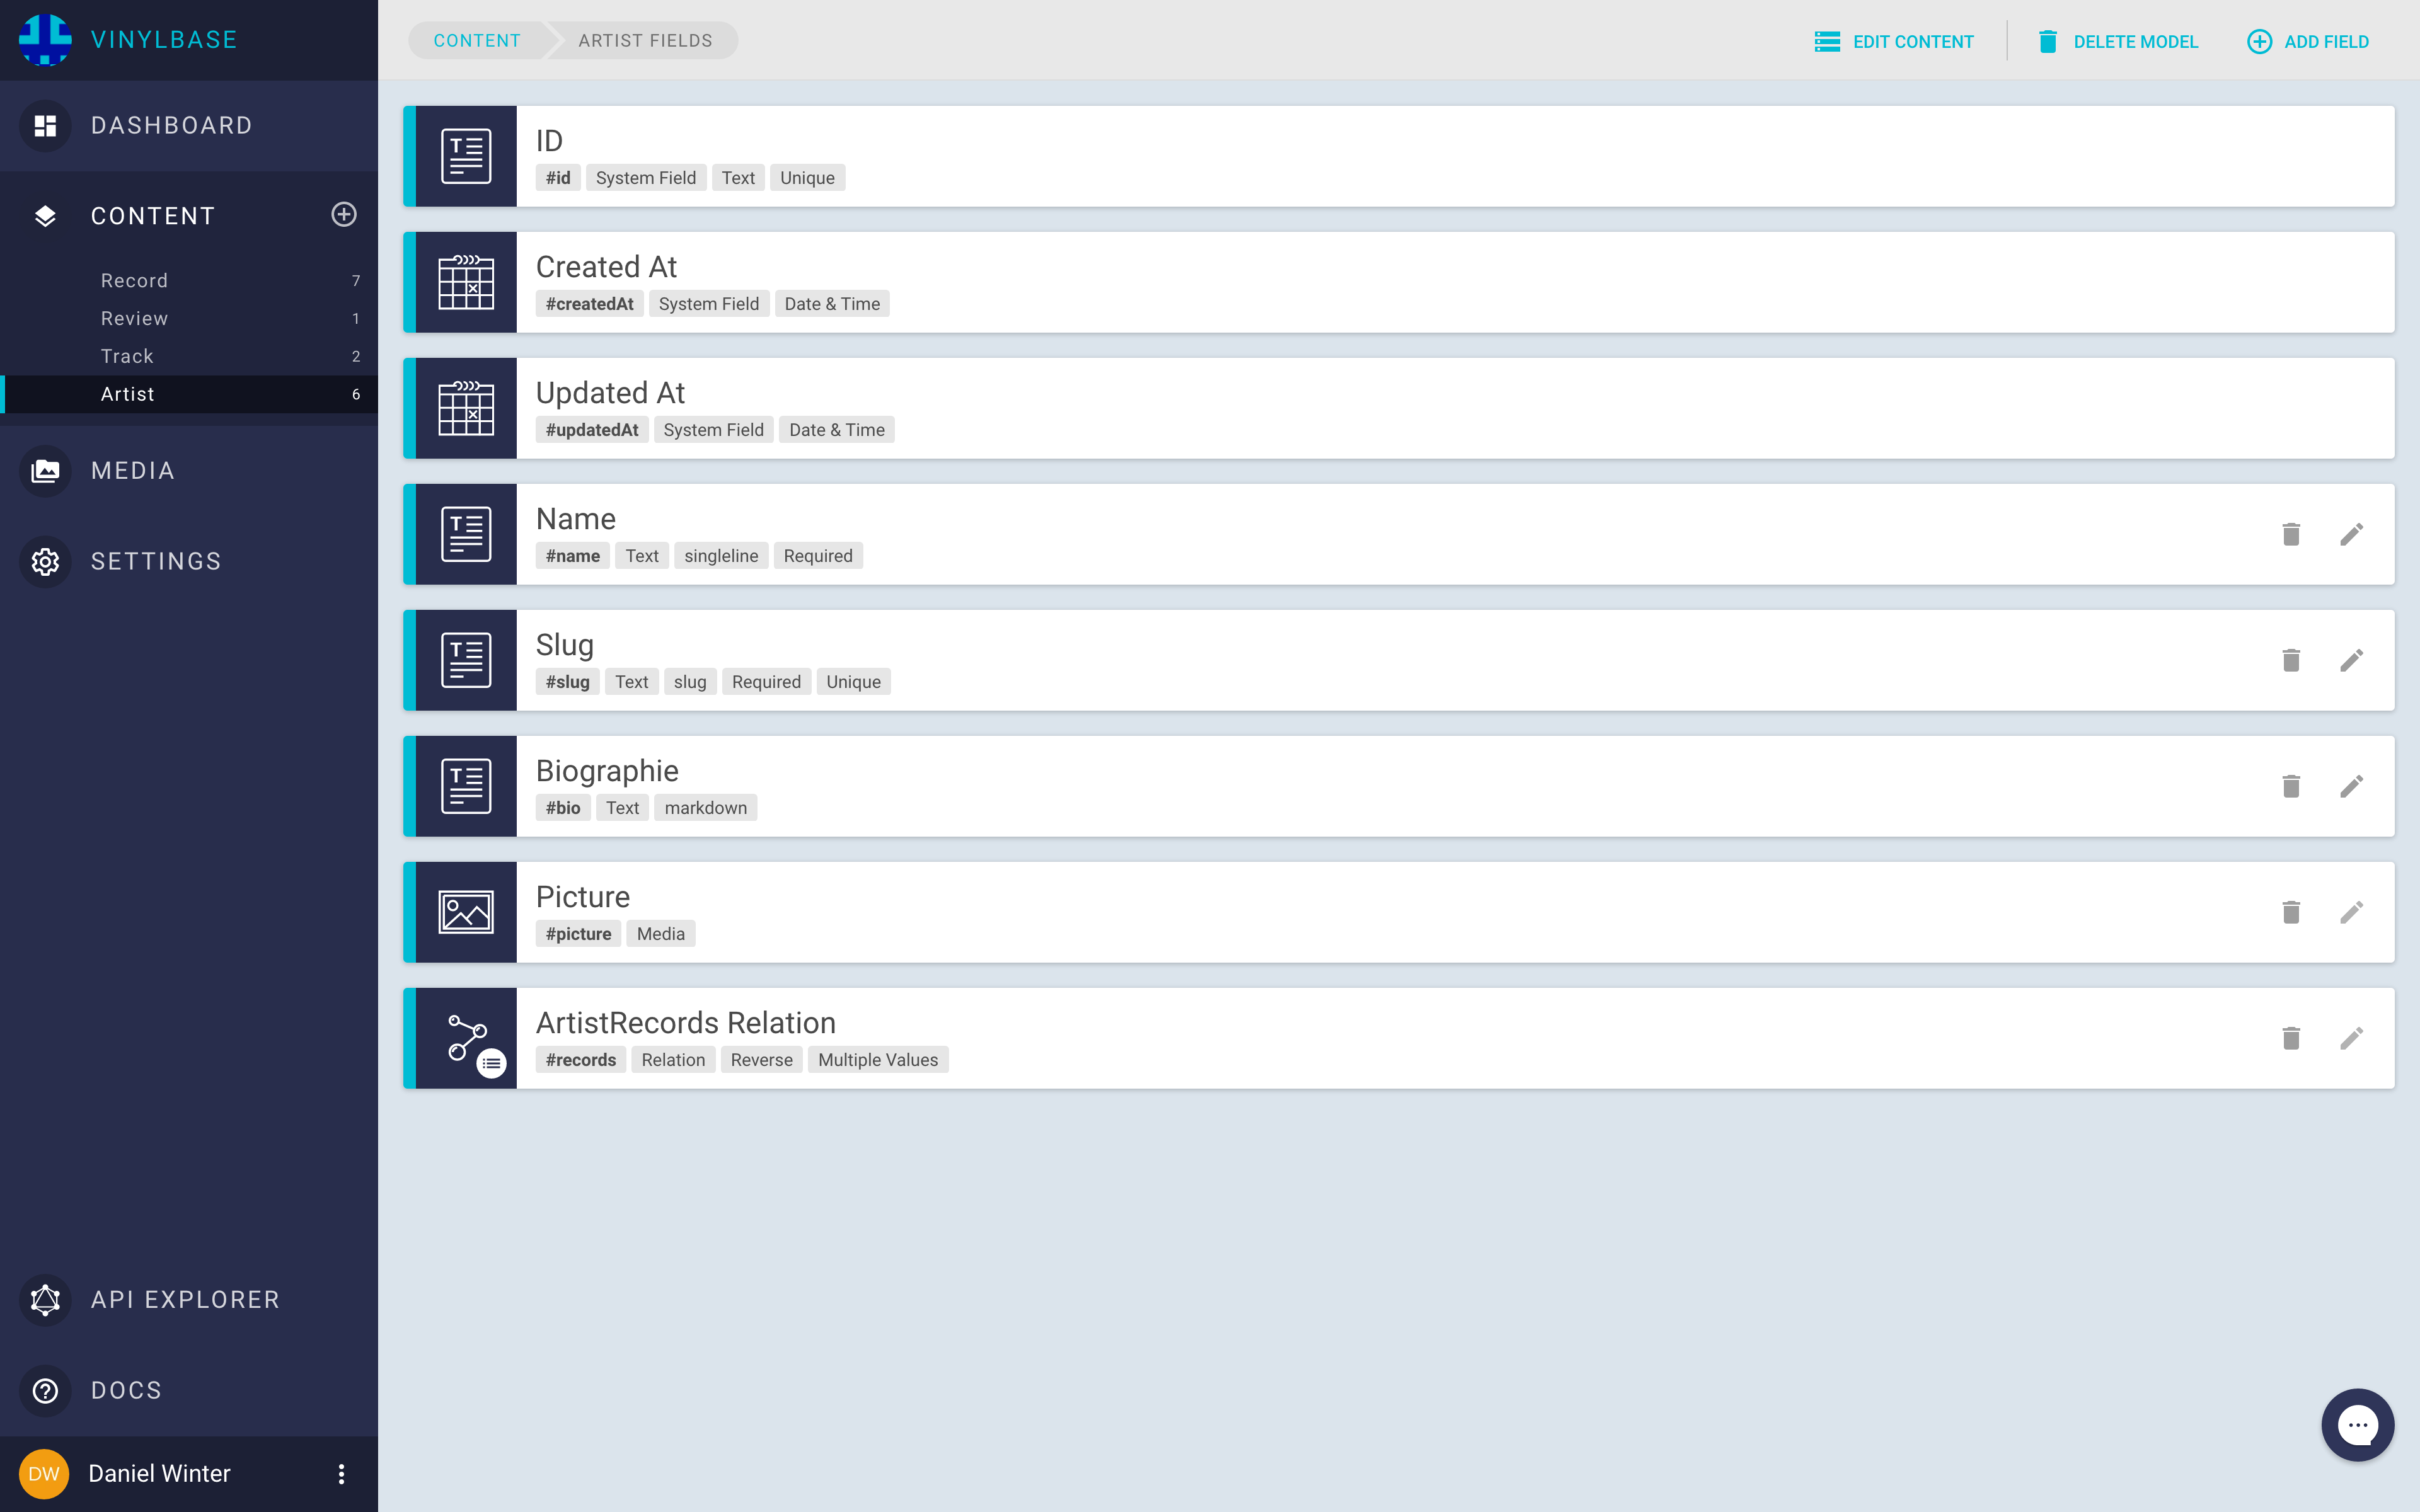 VINYLBASE
DASHBOARD
CONTENT
Record 7
Review 1
Track 2
Artist 6
MEDIA
SETTINGS
API EXPLORER
DOCS
DW Daniel Winter
CONTENT ARTIST FIELDS
EDIT CONTENT DELETE MODEL ADD FIELD
ID
#id System Field Text Unique
Created At
#createdAt System Field Date & Time
Updated At
#updatedAt System Field Date & Time
Name
#name Text singleline Required
Slug
#slug Text slug Required Unique
Biographie
#bio Text markdown
Picture
#picture Media
ArtistRecords Relation
#records Relation Reverse Multiple Values